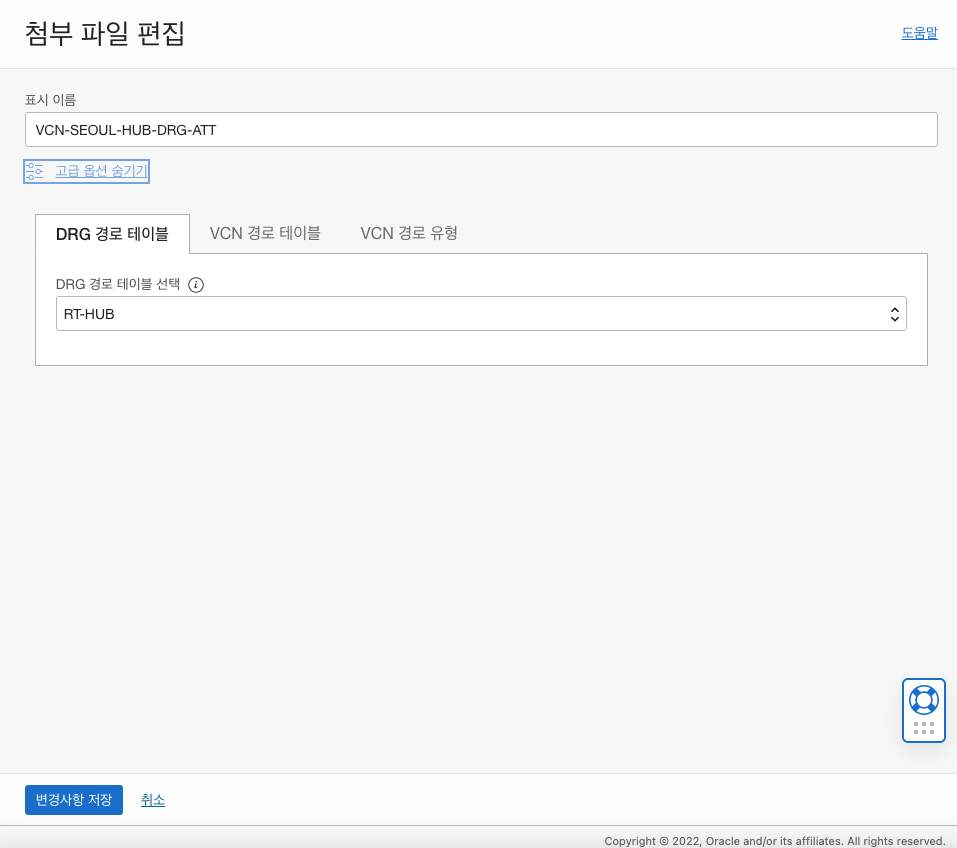 첨부 파일 편집
도움말
표시 이름
VCN-SEOUL-HUB-DRG-ATT
고급 옵션 숨기기
DRG 경로 테이블
VCN 경로 테이블
VCN 경로 유형
DRG 경로 테이블 선택
RT-HUB
변경사항 저장
취소
Copyright © 2022, Oracle and/or its affiliates. All rights reserved.